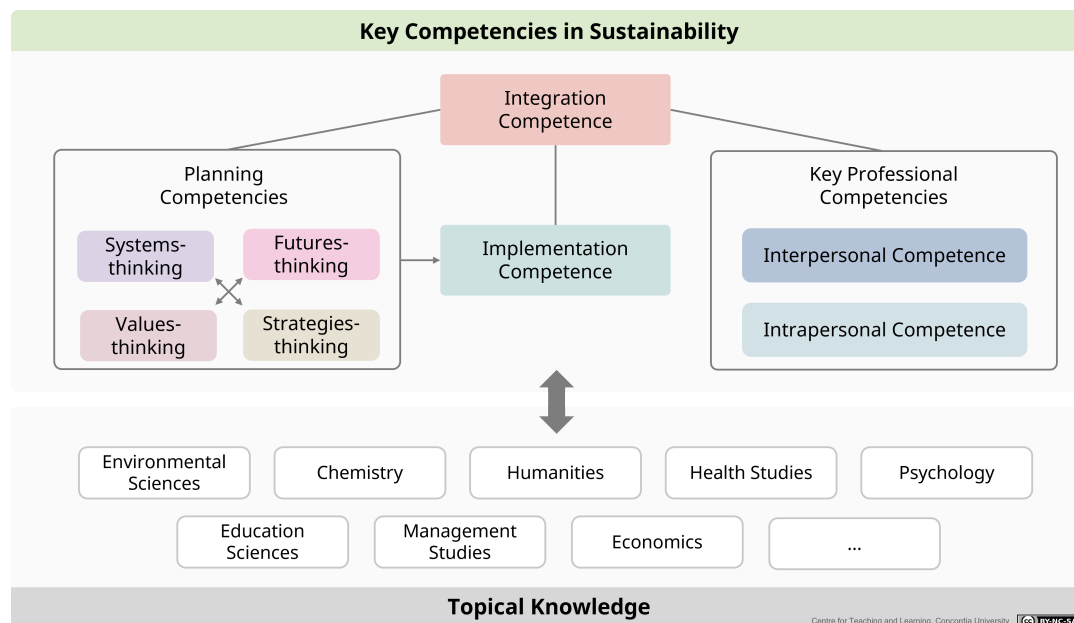 Key Competencies in Sustainability
Integration
Competence
Planning
Competencies
Systems-
thinking
Futures-
thinking
Values-
thinking
Strategies-
thinking
Implementation
Competence
Key Professional
Competencies
Interpersonal Competence
Intrapersonal Competence
Environmental
Sciences
Chemistry
Humanities
Health Studies
Psychology
Education
Sciences
Management
Studies
Economics
...
Topical Knowledge
Centre for Teaching and Learning, Concordia University
cc